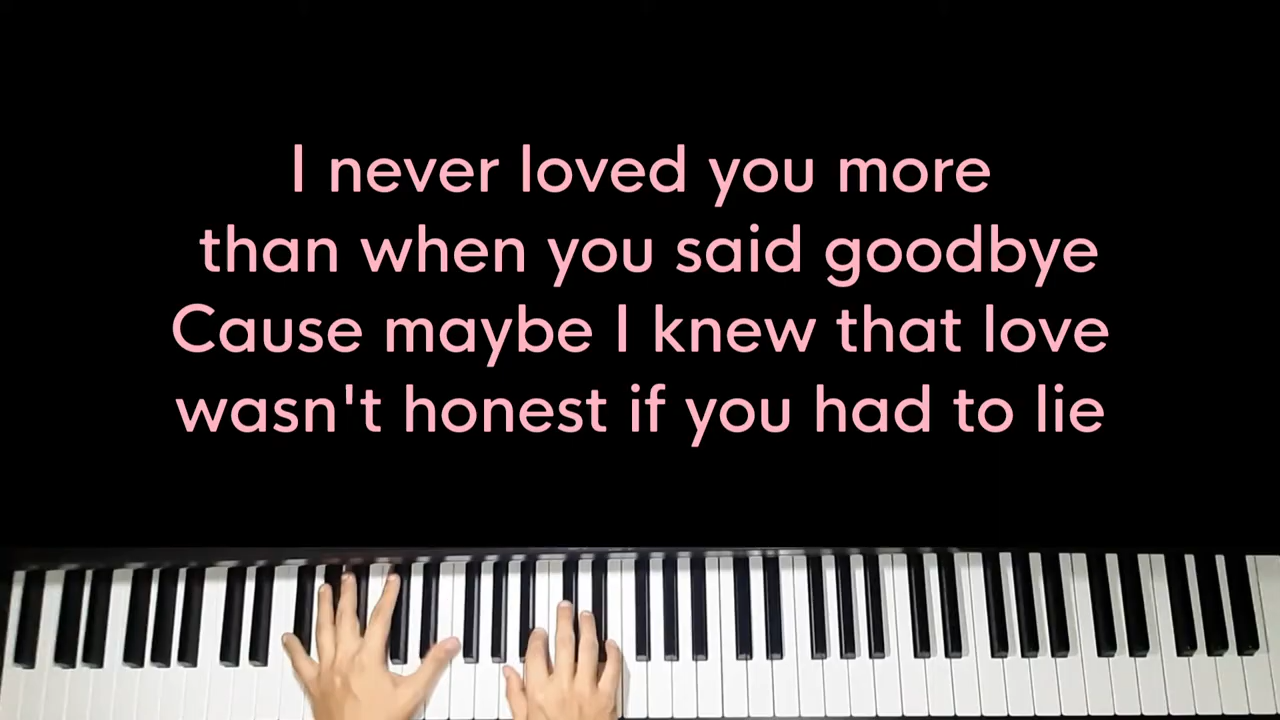 I never loved you more
than when you said goodbye
Cause maybe I knew that love
wasn't honest if you had to lie